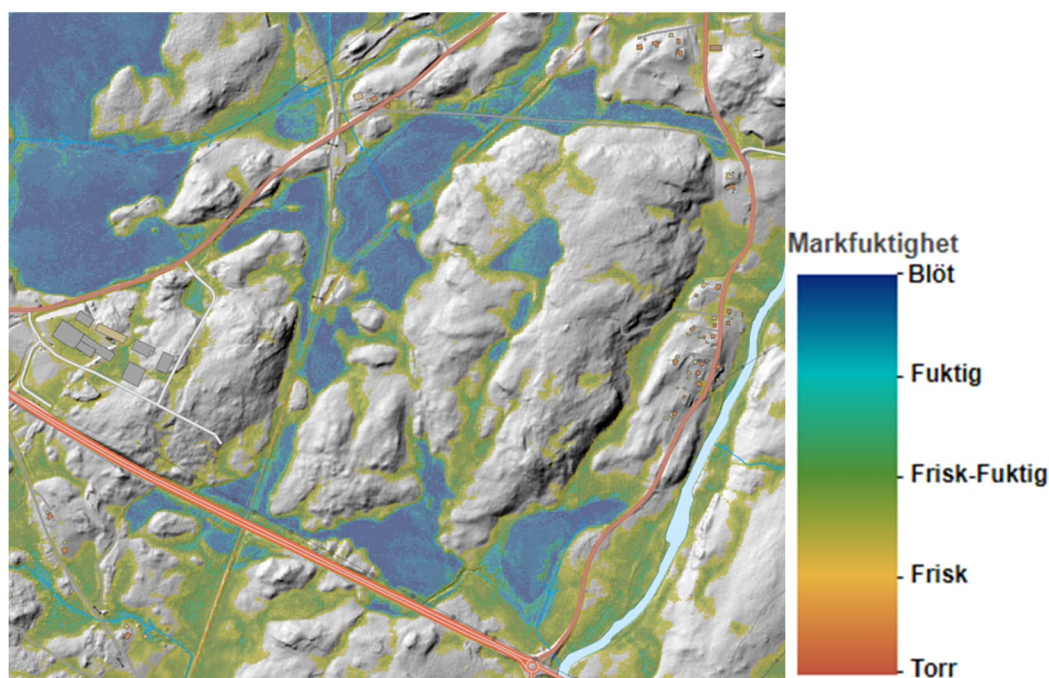 Markfuktighet
Blöt
Fuktig
Frisk-Fuktig
Frisk
Torr